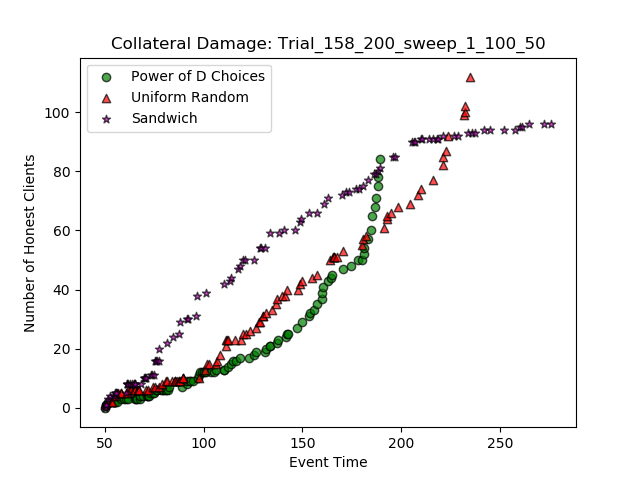 Collateral Damage: Trial_158_200_sweep_1_100_50
Power of D Choices
Uniform Random
Sandwich
Number of Honest Clients
100
80
60
40
20
0
50 100 150 200 250
Event Time